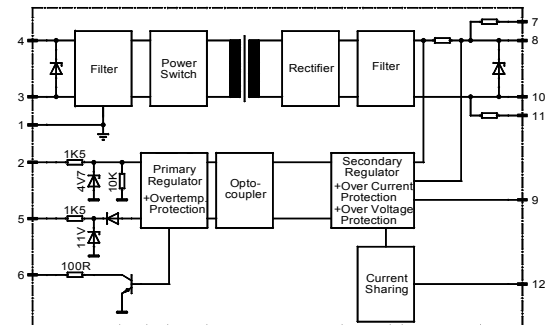 7
4
8
Filter
Power
Switch
Rectifier
Filter
3
10
1
11
2
1K5
4V7
10K
Primary
Regulator
+Overtemp.
Protection
Opto-
coupler
Secondary
Regulator
+Over Current
Protection
+Over Voltage
Protection
9
5
1K5
11V
6
100R
Current
Sharing
12